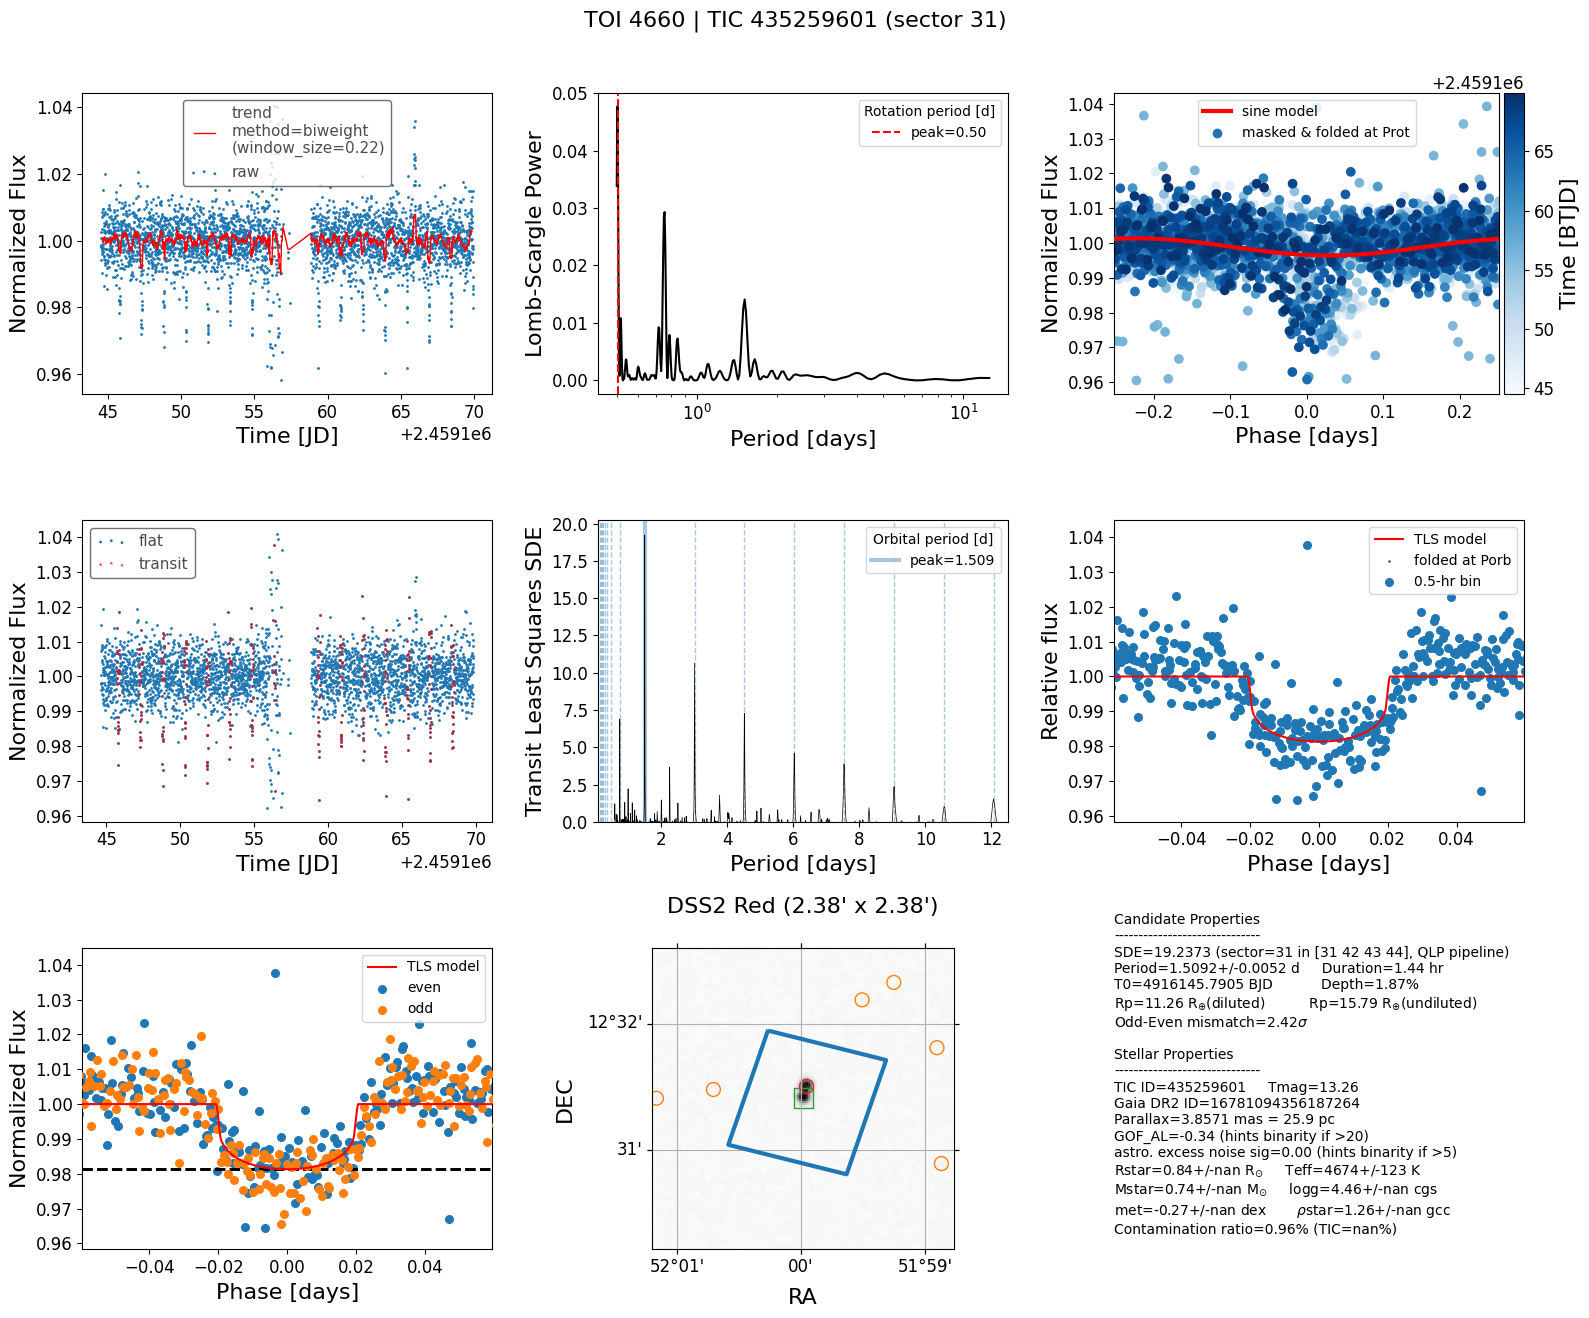 TOI 4660 | TIC 435259601 (sector 31)
Normalized Flux
1.04
1.02
1.00
0.98
0.96
trend
method=biweight
(window_size=0.22)
raw
45 50 55 60 65 70
Time [JD]
+2.4591e6
Lomb-Scargle Power
0.05
0.04
0.03
0.02
0.01
0.00
Rotation period [d]
peak=0.50
10^0 10^1
Period [days]
Normalized Flux
1.04
1.03
1.02
1.01
1.00
0.99
0.98
0.97
0.96
sine model
masked & folded at Prot
−0.2 −0.1 0.0 0.1 0.2
Phase [days]
+2.4591e6
65
60
55
50
45
Time [BTJD]
Normalized Flux
1.04
1.03
1.02
1.01
1.00
0.99
0.98
0.97
0.96
flat
transit
45 50 55 60 65 70
Time [JD]
+2.4591e6
Transit Least Squares SDE
20.0
17.5
15.0
12.5
10.0
7.5
5.0
2.5
0.0
Orbital period [d]
peak=1.509
2 4 6 8 10 12
Period [days]
Relative flux
1.04
1.03
1.02
1.01
1.00
0.99
0.98
0.97
0.96
TLS model
folded at Porb
0.5-hr bin
−0.04 −0.02 0.00 0.02 0.04
Phase [days]
Normalized Flux
1.04
1.03
1.02
1.01
1.00
0.99
0.98
0.97
0.96
TLS model
even
odd
−0.04 −0.02 0.00 0.02 0.04
Phase [days]
DSS2 Red (2.38' x 2.38')
DEC
12°32'
31'
52°01' 00' 51°59'
RA
Candidate Properties
------------------------------
SDE=19.2373 (sector=31 in [31 42 43 44], QLP pipeline)
Period=1.5092+/-0.0052 d Duration=1.44 hr
T0=4916145.7905 BJD Depth=1.87%
Rp=11.26 R⊕(diluted) Rp=15.79 R⊕(undiluted)
Odd-Even mismatch=2.42σ
Stellar Properties
------------------------------
TIC ID=435259601 Tmag=13.26
Gaia DR2 ID=16781094356187264
Parallax=3.8571 mas = 25.9 pc
GOF_AL=-0.34 (hints binarity if >20)
astro. excess noise sig=0.00 (hints binarity if >5)
Rstar=0.84+/-nan R⊙ Teff=4674+/-123 K
Mstar=0.74+/-nan M⊙ logg=4.46+/-nan cgs
met=-0.27+/-nan dex ρstar=1.26+/-nan gcc
Contamination ratio=0.96% (TIC=nan%)